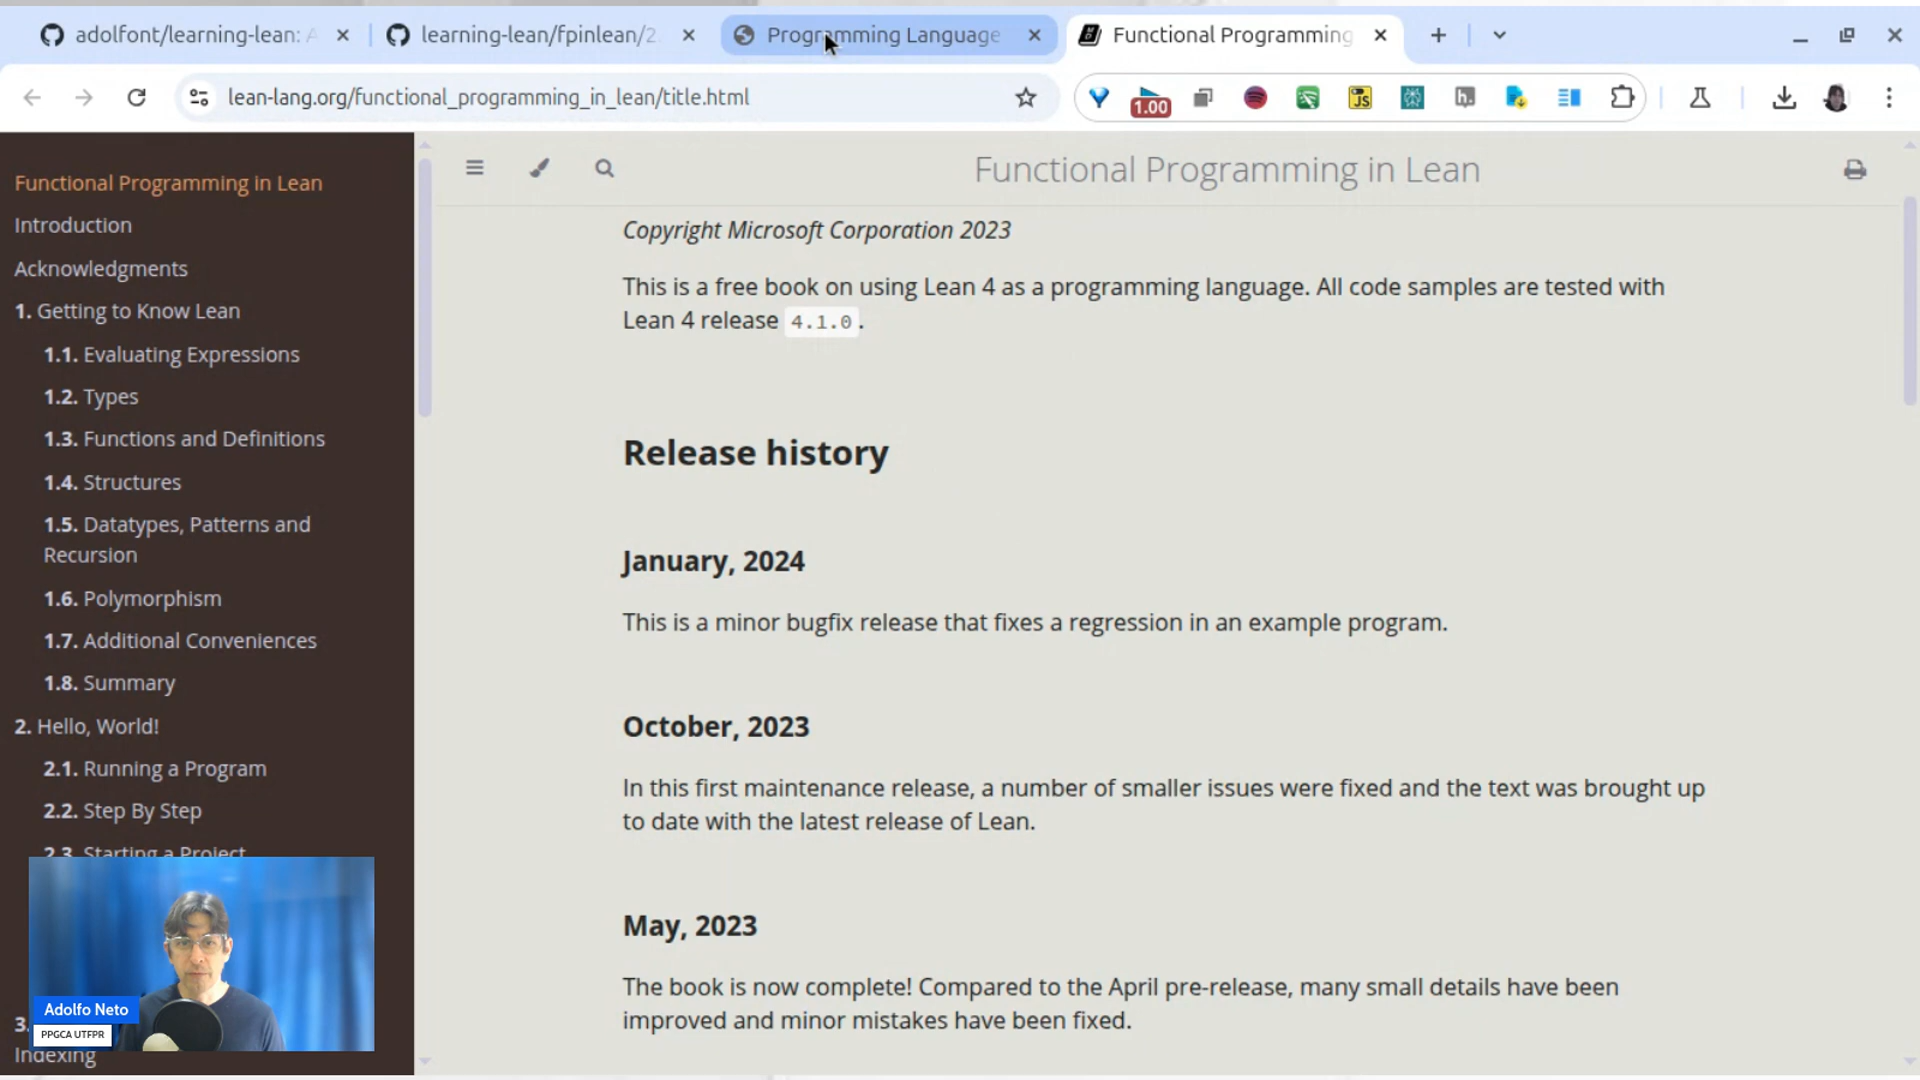 adolfont/learning-lean: A
learning-lean/fpinlean/2
Programming Language
Functional Programming
lean-lang.org/functional_programming_in_lean/title.html
1.00
JS
Functional Programming in Lean
Introduction
Acknowledgments
1. Getting to Know Lean
1.1. Evaluating Expressions
1.2. Types
1.3. Functions and Definitions
1.4. Structures
1.5. Datatypes, Patterns and
Recursion
1.6. Polymorphism
1.7. Additional Conveniences
1.8. Summary
2. Hello, World!
2.1. Running a Program
2.2. Step By Step
2.3. Starting a Project
3.
Indexing
Adolfo Neto
PPGCA UTFPR
Functional Programming in Lean
Copyright Microsoft Corporation 2023
This is a free book on using Lean 4 as a programming language. All code samples are tested with
Lean 4 release 4.1.0.
Release history
January, 2024
This is a minor bugfix release that fixes a regression in an example program.
October, 2023
In this first maintenance release, a number of smaller issues were fixed and the text was brought up
to date with the latest release of Lean.
May, 2023
The book is now complete! Compared to the April pre-release, many small details have been
improved and minor mistakes have been fixed.